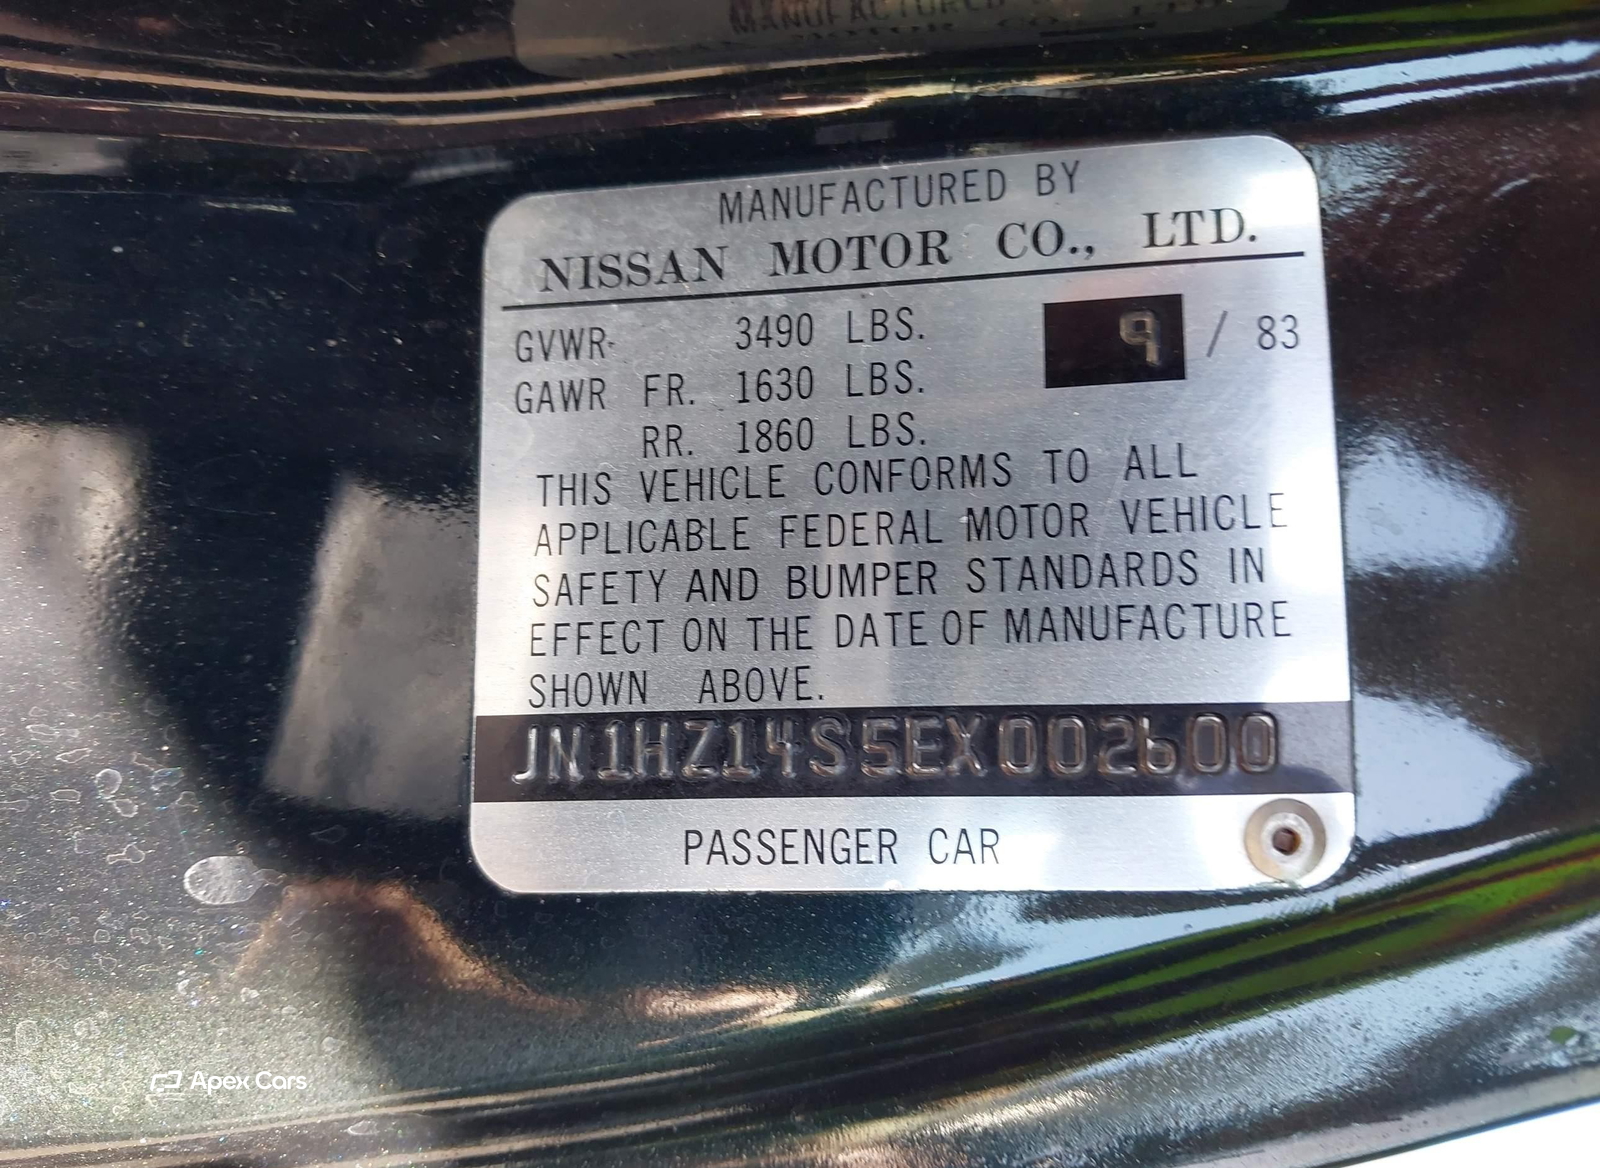 MANUFACTURED BY
NISSAN MOTOR CO., LTD.
GVWR 3490 LBS. 9 / 83
GAWR FR. 1630 LBS.
RR. 1860 LBS.
THIS VEHICLE CONFORMS TO ALL
APPLICABLE FEDERAL MOTOR VEHICLE
SAFETY AND BUMPER STANDARDS IN
EFFECT ON THE DATE OF MANUFACTURE
SHOWN ABOVE.
JN1HZ14S5EX002600
PASSENGER CAR
Apex Cars